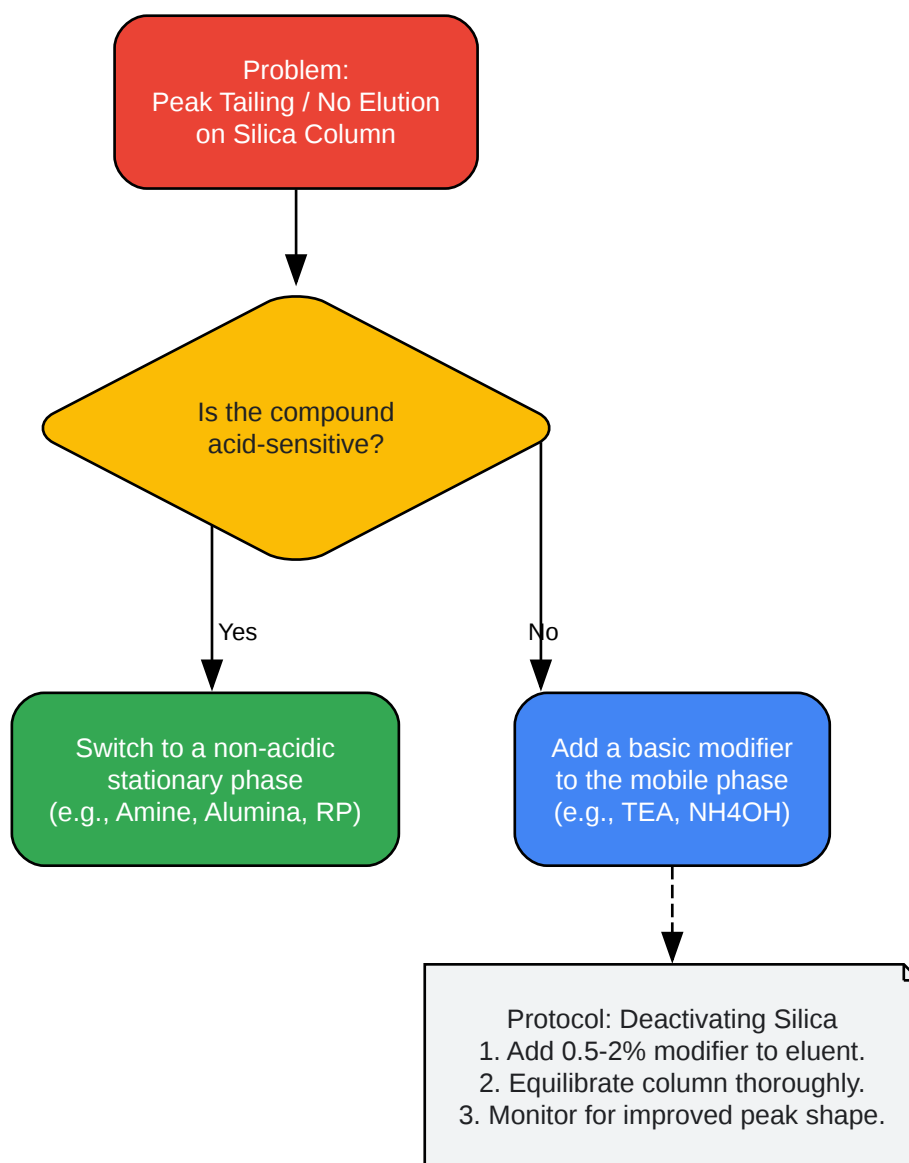 Problem:
Peak Tailing / No Elution
on Silica Column
Is the compound
acid-sensitive?
Yes
No
Switch to a non-acidic
stationary phase
(e.g., Amine, Alumina, RP)
Add a basic modifier
to the mobile phase
(e.g., TEA, NH4OH)
Protocol: Deactivating Silica
1. Add 0.5-2% modifier to eluent.
2. Equilibrate column thoroughly.
3. Monitor for improved peak shape.